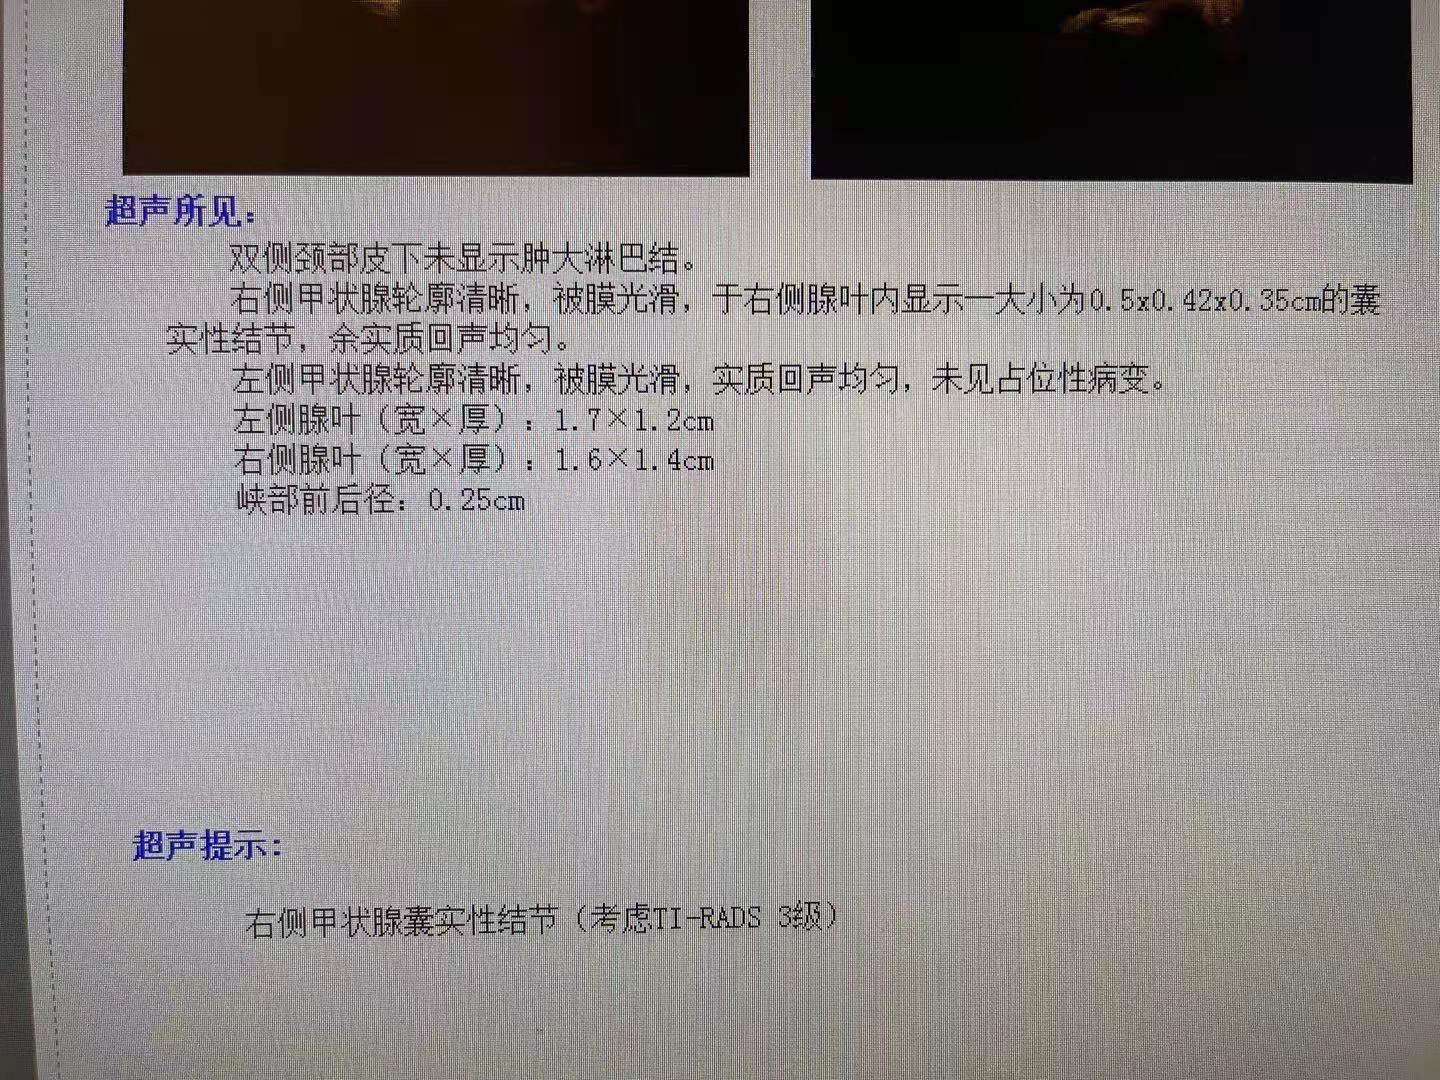 超声所见：
双侧颈部皮下未显示肿大淋巴结。
右侧甲状腺轮廓清晰，被膜光滑，于右侧腺叶内显示一大小为0.5x0.42x0.35cm的囊
实性结节，余实质回声均匀。
左侧甲状腺轮廓清晰，被膜光滑，实质回声均匀，未见占位性病变。
左侧腺叶（宽×厚）：1.7×1.2cm
右侧腺叶（宽×厚）：1.6×1.4cm
峡部前后径：0.25cm
超声提示：
右侧甲状腺囊实性结节（考虑TI-RADS 3级）